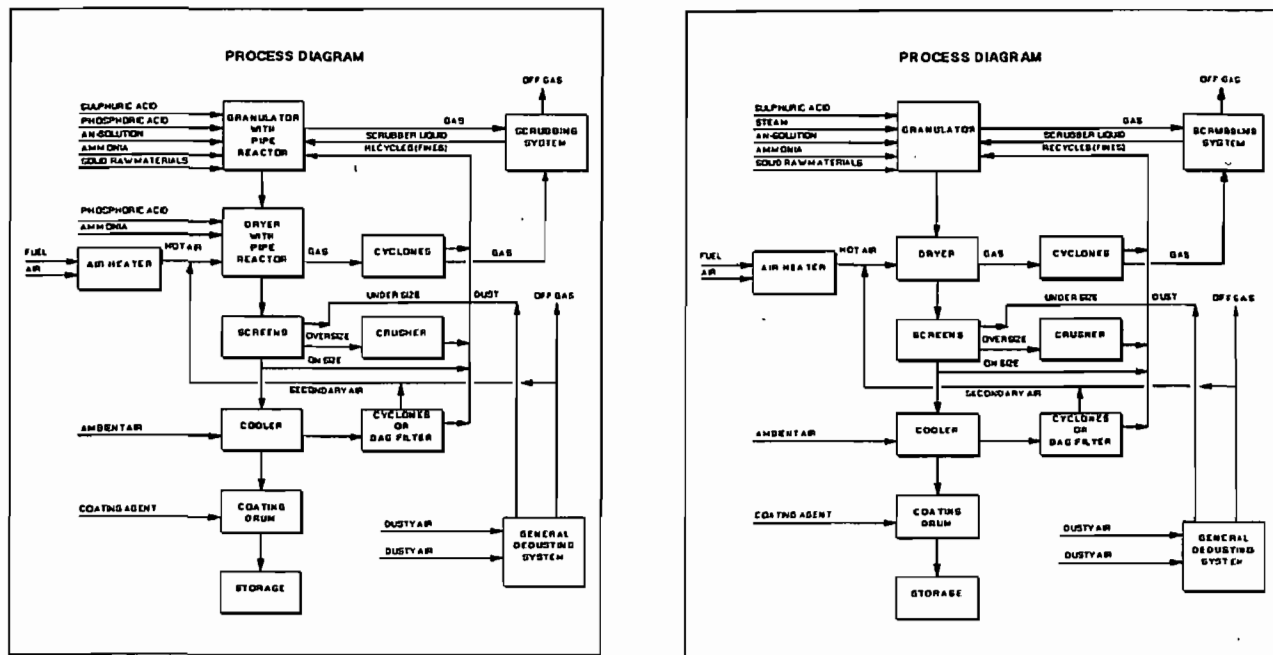 PROCESS DIAGRAM
OFF GAS
SULPHURIC ACID
PHOSPHORIC ACID
AN-SOLUTION
AMMONIA
SOLID RAW MATERIALS
GRANULATOR
WITH
PIPE
REACTOR
GAS
SCRUBBER LIQUID
RECYCLES (FINES)
SCRUBBING
SYSTEM
PHOSPHORIC ACID
AMMONIA
DRYER
WITH
PIPE
REACTOR
FUEL
AIR
AIR HEATER
HOT AIR
GAS
CYCLONES
GAS
UNDER SIZE
DUST
OFF GAS
SCREENS
OVERSIZE
CRUSHER
ON SIZE
SECONDARY AIR
AMBIENT AIR
COOLER
CYCLONES
OR
BAG FILTER
COATING AGENT
COATING
DRUM
DUSTY AIR
DUSTY AIR
GENERAL
DEDUSTING
SYSTEM
STORAGE
PROCESS DIAGRAM
OFF GAS
SULPHURIC ACID
STEAM
AN-SOLUTION
AMMONIA
SOLID RAW MATERIALS
GRANULATOR
GAS
SCRUBBER LIQUID
RECYCLES (FINES)
SCRUBBING
SYSTEM
FUEL
AIR
AIR HEATER
HOT AIR
DRYER
GAS
CYCLONES
GAS
UNDER SIZE
DUST
OFF GAS
SCREENS
OVERSIZE
CRUSHER
ON SIZE
SECONDARY AIR
AMBIENT AIR
COOLER
CYCLONES
OR
BAG FILTER
COATING AGENT
COATING
DRUM
DUSTY AIR
DUSTY AIR
GENERAL
DEDUSTING
SYSTEM
STORAGE